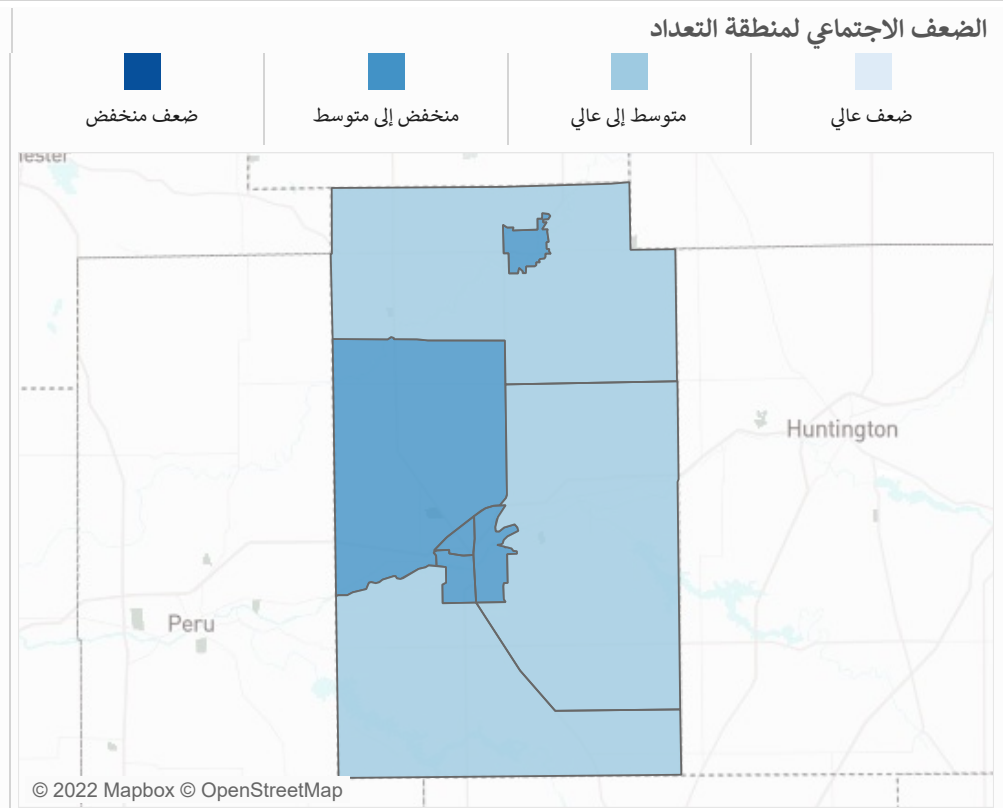 الضعف الاجتماعي لمنطقة التعداد
ضعف عالي
متوسط إلى عالي
منخفض إلى متوسط
ضعف منخفض
Huntington
Peru
© 2022 Mapbox © OpenStreetMap